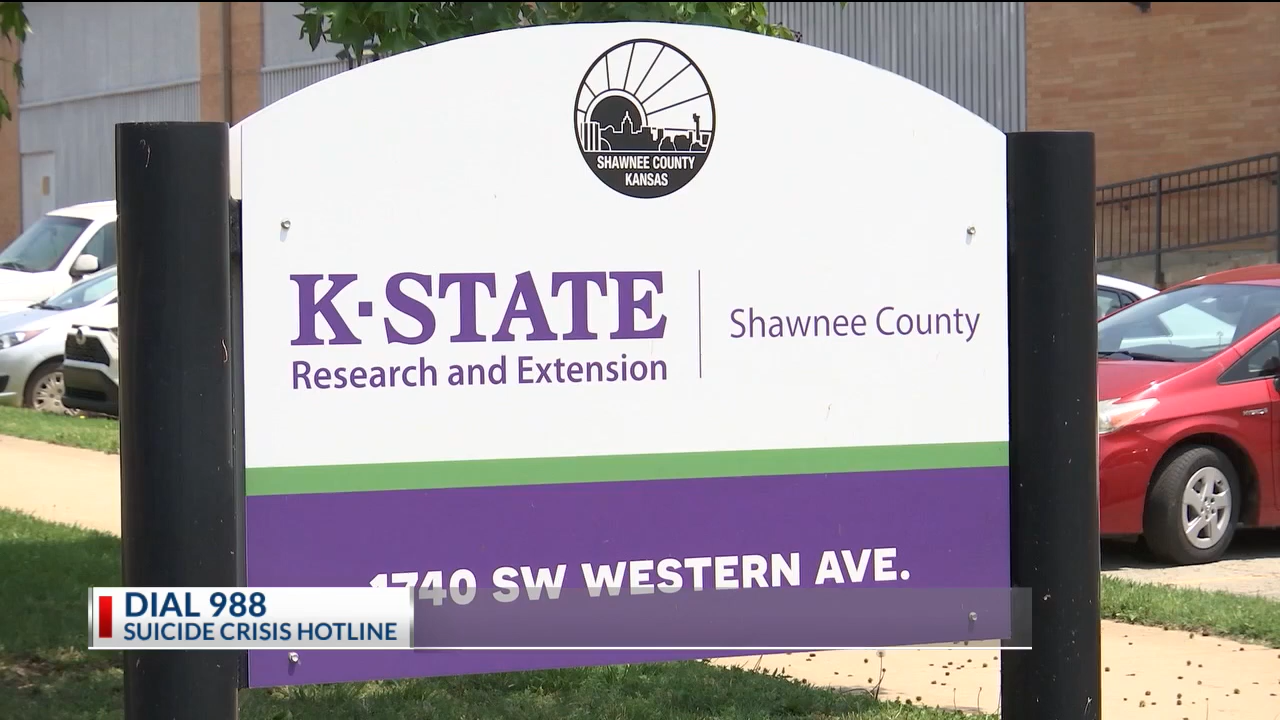 SHAWNEE COUNTY
KANSAS
K-STATE
Research and Extension
Shawnee County
1740 SW WESTERN AVE.
DIAL 988
SUICIDE CRISIS HOTLINE